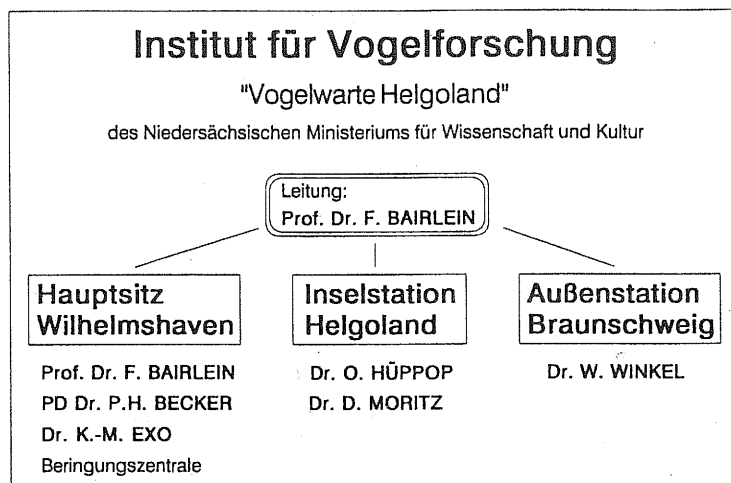 Institut für Vogelforschung
"Vogelwarte Helgoland"
des Niedersächsischen Ministeriums für Wissenschaft und Kultur
Leitung:
Prof. Dr. F. BAIRLEIN
Hauptsitz
Wilhelmshaven
Prof. Dr. F. BAIRLEIN
PD Dr. P.H. BECKER
Dr. K.-M. EXO
Beringungszentrale
Inselstation
Helgoland
Dr. O. HÜPPOP
Dr. D. MORITZ
Außenstation
Braunschweig
Dr. W. WINKEL